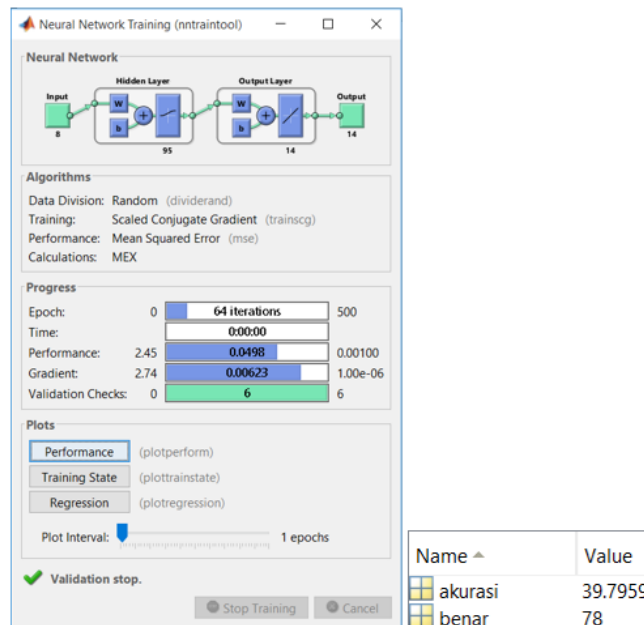 Neural Network Training (nntraintool)
Neural Network
Hidden Layer
Output Layer
Input
Output
W
b
W
b
8
95
14
14
Algorithms
Data Division: Random (dividerand)
Training: Scaled Conjugate Gradient (trainscg)
Performance: Mean Squared Error (mse)
Calculations: MEX
Progress
Epoch: 0 64 iterations 500
Time: 0:00:00
Performance: 2.45 0.0498 0.00100
Gradient: 2.74 0.00623 1.00e-06
Validation Checks: 0 6 6
Plots
Performance (plotperform)
Training State (plottrainstate)
Regression (plotregression)
Plot Interval: 1 epochs
Validation stop.
Stop Training Cancel
Name Value
akurasi 39.7959
benar 78